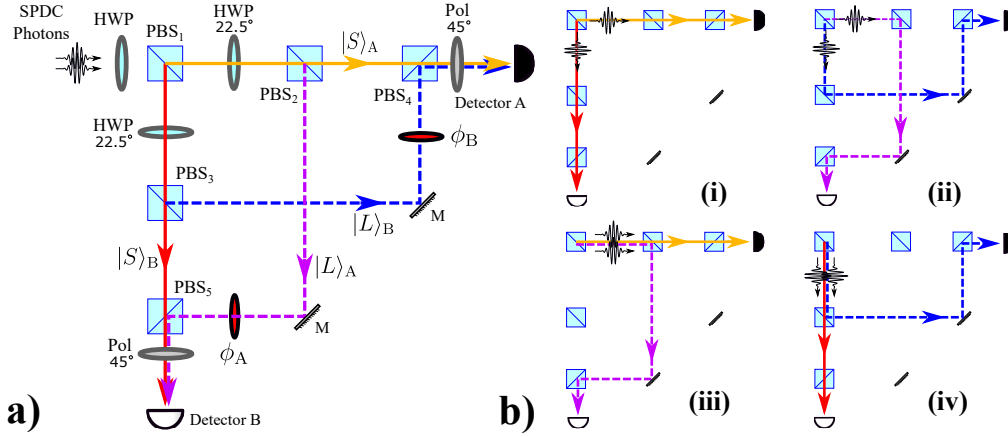 SPDC
Photons
HWP
PBS₁
HWP
22.5°
|S⟩A
PBS₂
Pol
45°
PBS₄
Detector A
HWP
22.5°
ϕB
PBS₃
|L⟩B
M
|S⟩B
|L⟩A
PBS₅
M
Pol
45°
ϕA
Detector B
a)
b)
(i)
(ii)
(iii)
(iv)